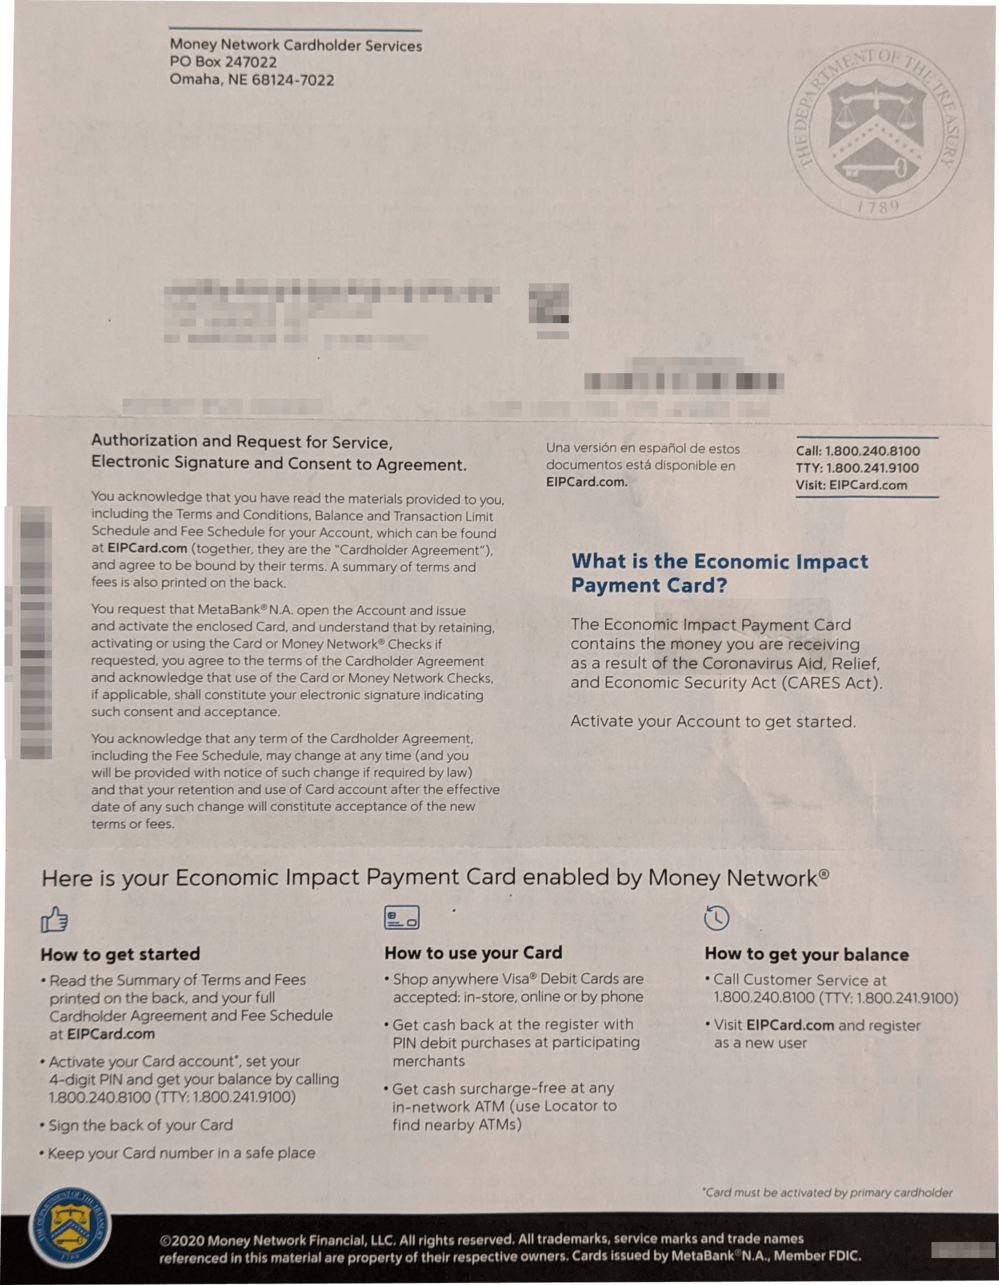 Money Network Cardholder Services
PO Box 247022
Omaha, NE 68124-7022
THE DEPARTMENT OF THE TREASURY
1789
Authorization and Request for Service,
Electronic Signature and Consent to Agreement.
You acknowledge that you have read the materials provided to you,
including the Terms and Conditions, Balance and Transaction Limit
Schedule and Fee Schedule for your Account, which can be found
at EIPCard.com (together, they are the "Cardholder Agreement"),
and agree to be bound by their terms. A summary of terms and
fees is also printed on the back.
You request that MetaBank® N.A. open the Account and issue
and activate the enclosed Card, and understand that by retaining,
activating or using the Card or Money Network® Checks if
requested, you agree to the terms of the Cardholder Agreement
and acknowledge that use of the Card or Money Network Checks,
if applicable, shall constitute your electronic signature indicating
such consent and acceptance.
You acknowledge that any term of the Cardholder Agreement,
including the Fee Schedule, may change at any time (and you
will be provided with notice of such change if required by law)
and that your retention and use of Card account after the effective
date of any such change will constitute acceptance of the new
terms or fees.
Una versión en español de estos
documentos está disponible en
EIPCard.com.
Call: 1.800.240.8100
TTY: 1.800.241.9100
Visit: EIPCard.com
What is the Economic Impact
Payment Card?
The Economic Impact Payment Card
contains the money you are receiving
as a result of the Coronavirus Aid, Relief,
and Economic Security Act (CARES Act).
Activate your Account to get started.
Here is your Economic Impact Payment Card enabled by Money Network®
How to get started
• Read the Summary of Terms and Fees
printed on the back, and your full
Cardholder Agreement and Fee Schedule
at EIPCard.com
• Activate your Card account*, set your
4-digit PIN and get your balance by calling
1.800.240.8100 (TTY: 1.800.241.9100)
• Sign the back of your Card
• Keep your Card number in a safe place
How to use your Card
• Shop anywhere Visa® Debit Cards are
accepted: in-store, online or by phone
• Get cash back at the register with
PIN debit purchases at participating
merchants
• Get cash surcharge-free at any
in-network ATM (use Locator to
find nearby ATMs)
How to get your balance
• Call Customer Service at
1.800.240.8100 (TTY: 1.800.241.9100)
• Visit EIPCard.com and register
as a new user
*Card must be activated by primary cardholder
THE DEPARTMENT OF THE TREASURY
1789
©2020 Money Network Financial, LLC. All rights reserved. All trademarks, service marks and trade names
referenced in this material are property of their respective owners. Cards issued by MetaBank® N.A., Member FDIC.